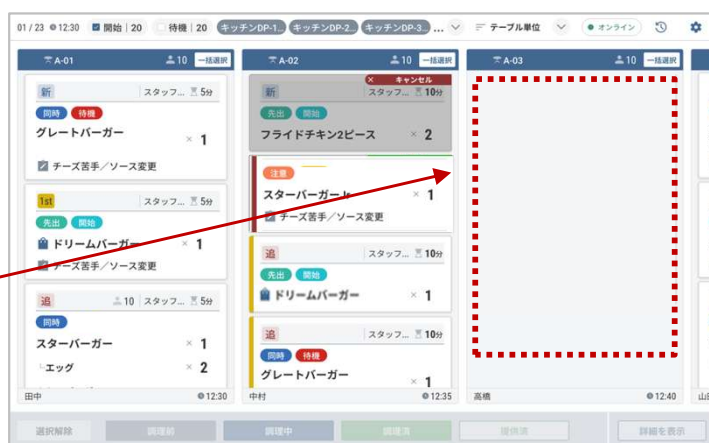 01 / 23 12:30 開始 | 20 待機 | 20 キッチンDP-1 キッチンDP-2 キッチンDP-3 ... テーブル単位 オンライン
A-01 10 一括選択
新 スタッフ... 5分
同時 待機
グレートバーガー × 1
チーズ苦手／ソース変更
1st スタッフ... 5分
先出 開始
ドリームバーガー × 1
チーズ苦手／ソース変更
追 10 スタッフ... 5分
同時
スターバーガー × 1
└エッグ × 2
田中 12:30
A-02 10 一括選択
× キャンセル
新 スタッフ... 10分
先出 開始
フライドチキン2ピース × 2
注意
スターバーガー × 1
チーズ苦手／ソース変更
追 スタッフ... 10分
先出 開始
ドリームバーガー × 1
追 スタッフ... 10分
同時 待機
グレートバーガー × 1
中村 12:35
A-03 10 一括選択
高橋 12:40
選択解除 調理前 調理中 調理済 提供済 詳細を表示